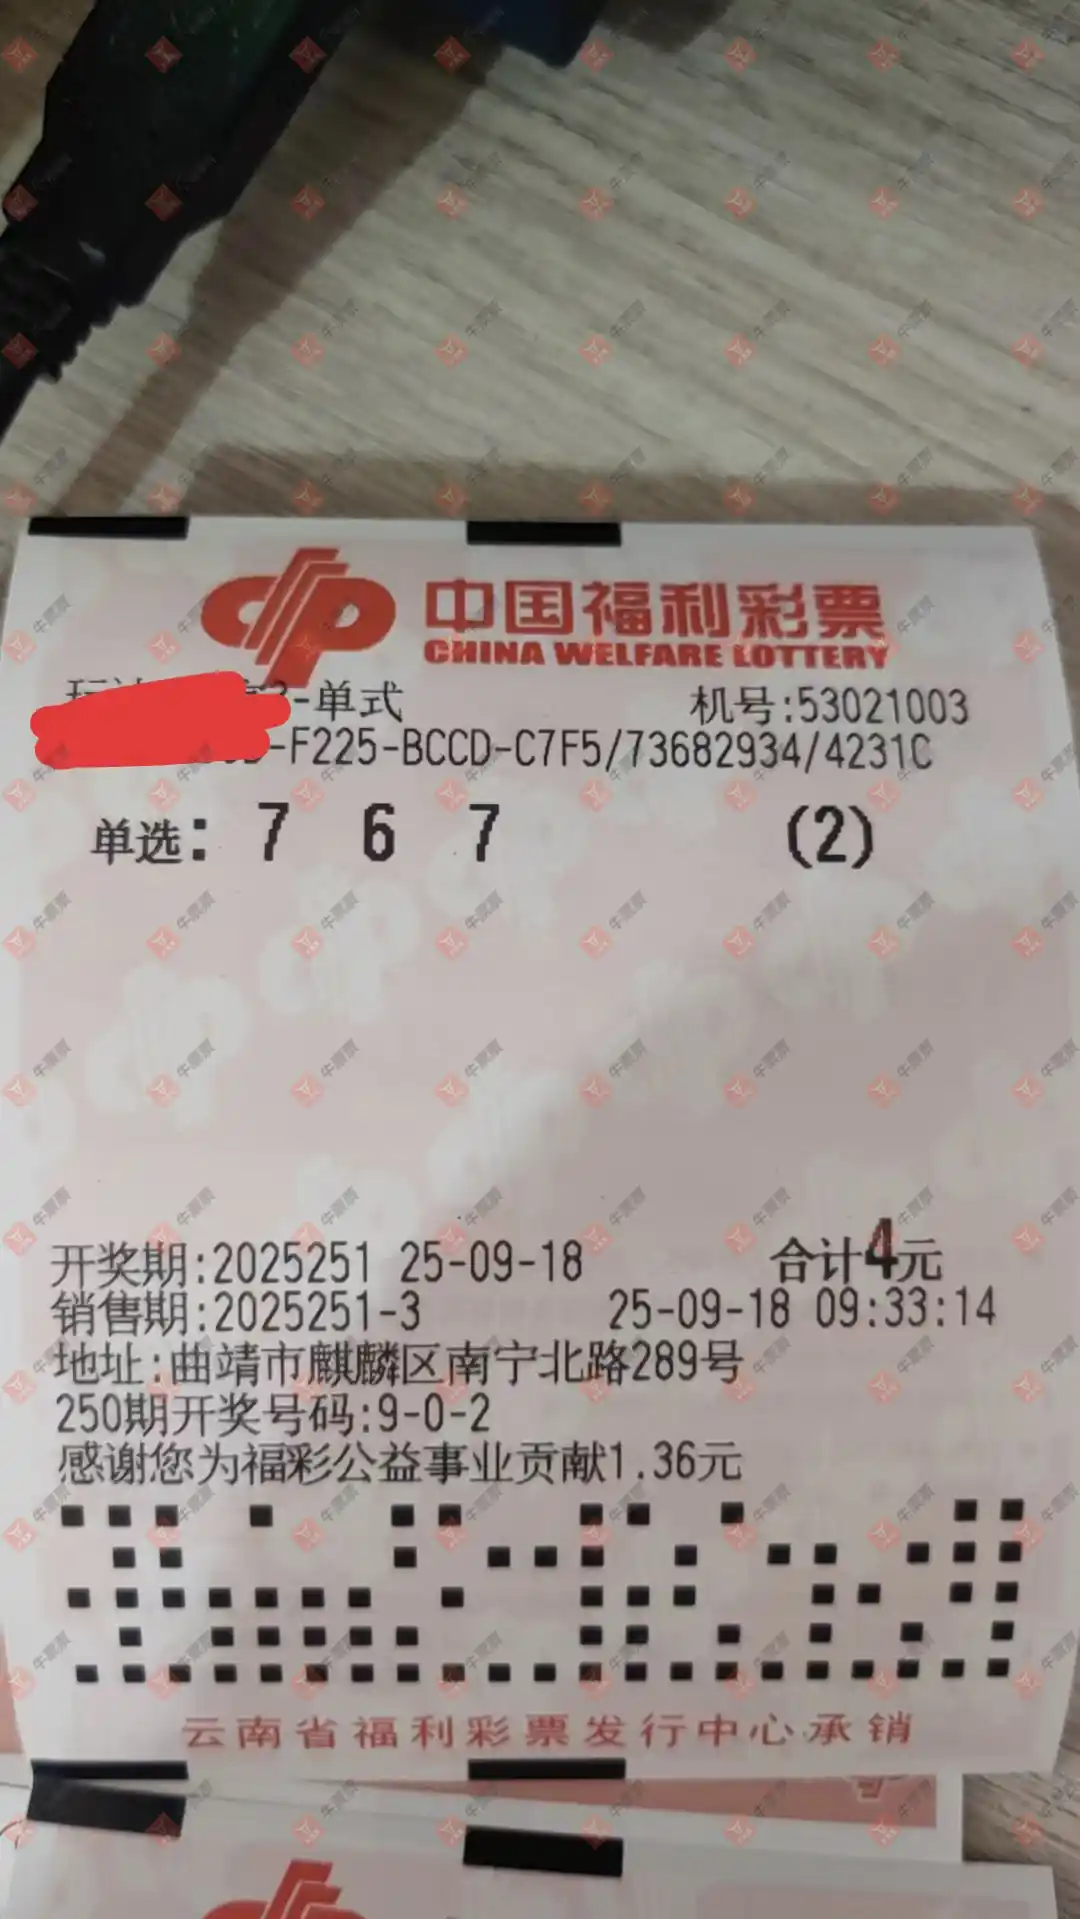 中国福利彩票
CHINA WELFARE LOTTERY
3-单式 机号:53021003
-F225-BCCD-C7F5/73682934/4231C
单选: 7 6 7 (2)
开奖期:2025251 25-09-18 合计4元
销售期:2025251-3 25-09-18 09:33:14
地址:曲靖市麒麟区南宁北路289号
250期开奖号码:9-0-2
感谢您为福彩公益事业贡献1.36元
云南省福利彩票发行中心承销